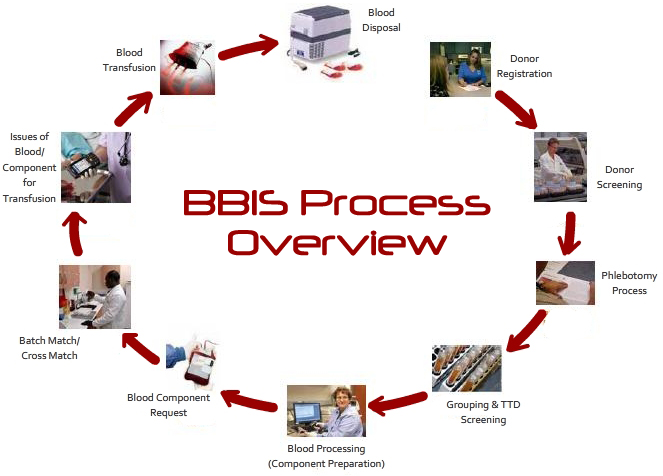 BBIS Process
Overview
Donor
Registration
Donor
Screening
Phlebotomy
Process
Grouping & TTD
Screening
Blood Processing
(Component Preparation)
Blood Component
Request
Batch Match/
Cross Match
Issues of
Blood/
Component
for
Transfusion
Blood
Transfusion
Blood
Disposal